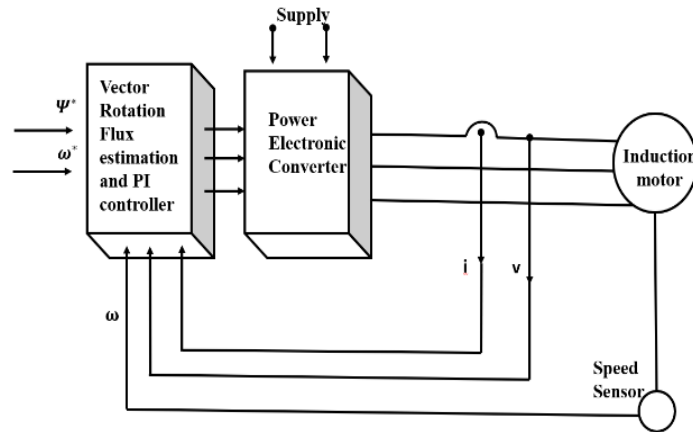 Supply
Ψ*
ω*
Vector
Rotation
Flux
estimation
and PI
controller
Power
Electronic
Converter
Induction
motor
i
v
ω
Speed
Sensor